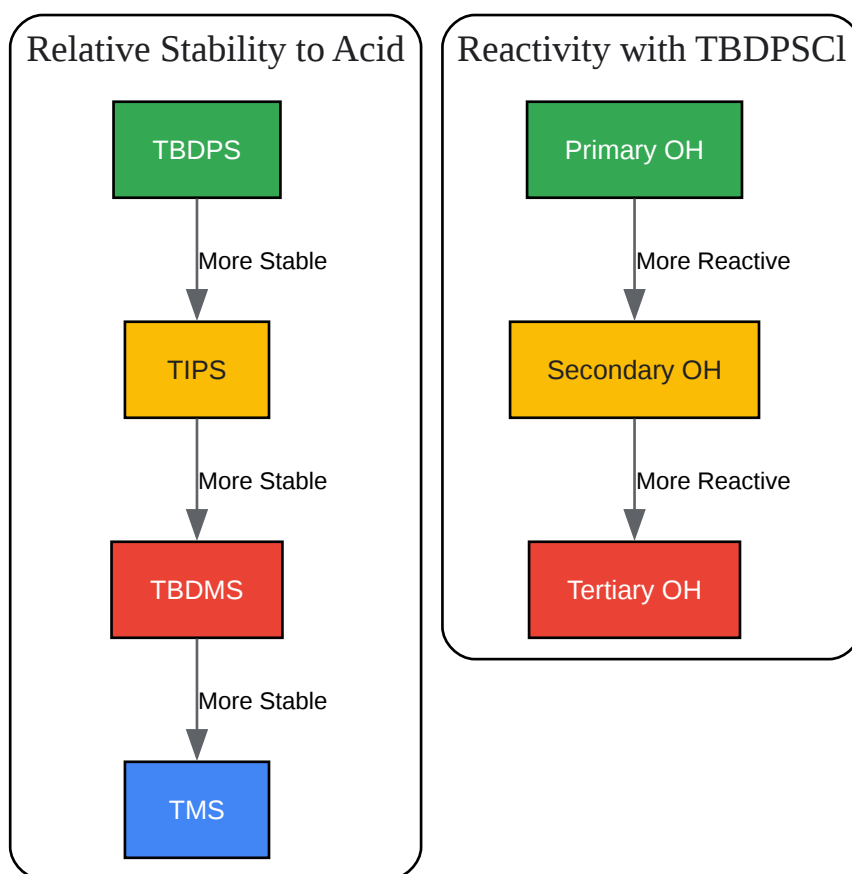 Relative Stability to Acid
TBDPS
More Stable
TIPS
More Stable
TBDMS
More Stable
TMS
Reactivity with TBDPSCl
Primary OH
More Reactive
Secondary OH
More Reactive
Tertiary OH